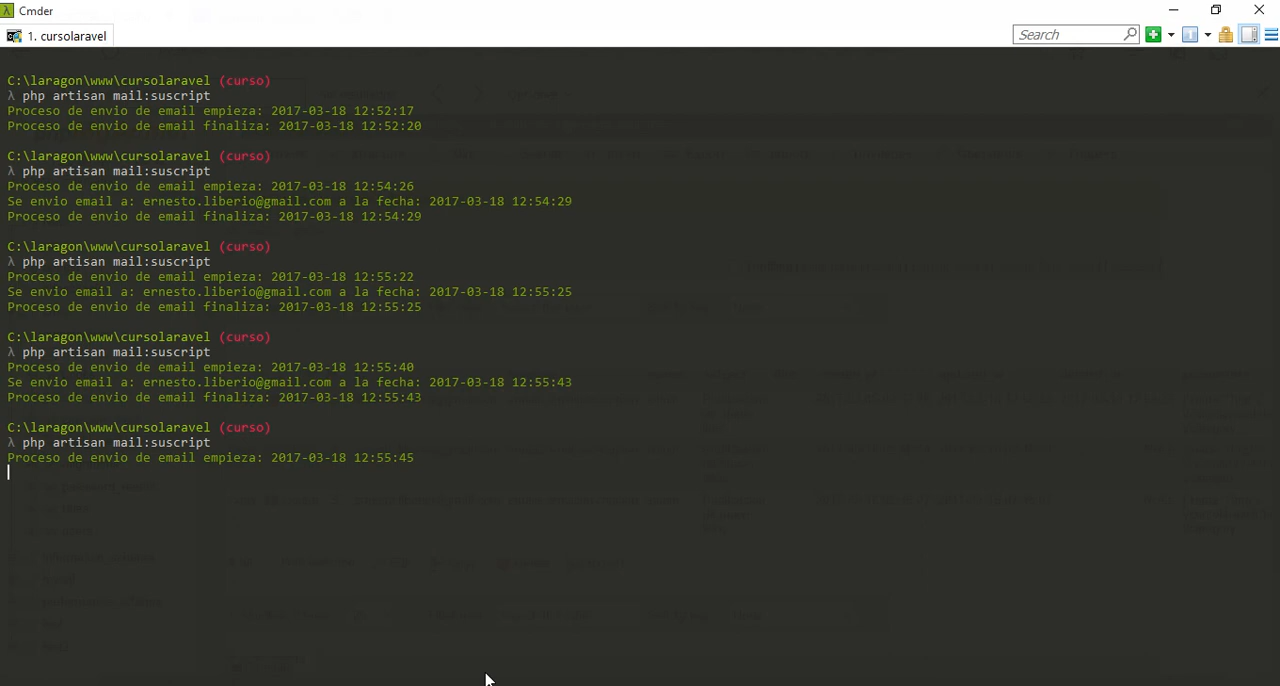 Cmder
1. cursolaravel
Search
C:\laragon\www\cursolaravel (curso)
λ php artisan mail:suscript
Proceso de envio de email empieza: 2017-03-18 12:52:17
Proceso de envio de email finaliza: 2017-03-18 12:52:20
C:\laragon\www\cursolaravel (curso)
λ php artisan mail:suscript
Proceso de envio de email empieza: 2017-03-18 12:54:26
Se envio email a: ernesto.liberio@gmail.com a la fecha: 2017-03-18 12:54:29
Proceso de envio de email finaliza: 2017-03-18 12:54:29
C:\laragon\www\cursolaravel (curso)
λ php artisan mail:suscript
Proceso de envio de email empieza: 2017-03-18 12:55:22
Se envio email a: ernesto.liberio@gmail.com a la fecha: 2017-03-18 12:55:25
Proceso de envio de email finaliza: 2017-03-18 12:55:25
C:\laragon\www\cursolaravel (curso)
λ php artisan mail:suscript
Proceso de envio de email empieza: 2017-03-18 12:55:40
Se envio email a: ernesto.liberio@gmail.com a la fecha: 2017-03-18 12:55:43
Proceso de envio de email finaliza: 2017-03-18 12:55:43
C:\laragon\www\cursolaravel (curso)
λ php artisan mail:suscript
Proceso de envio de email empieza: 2017-03-18 12:55:45